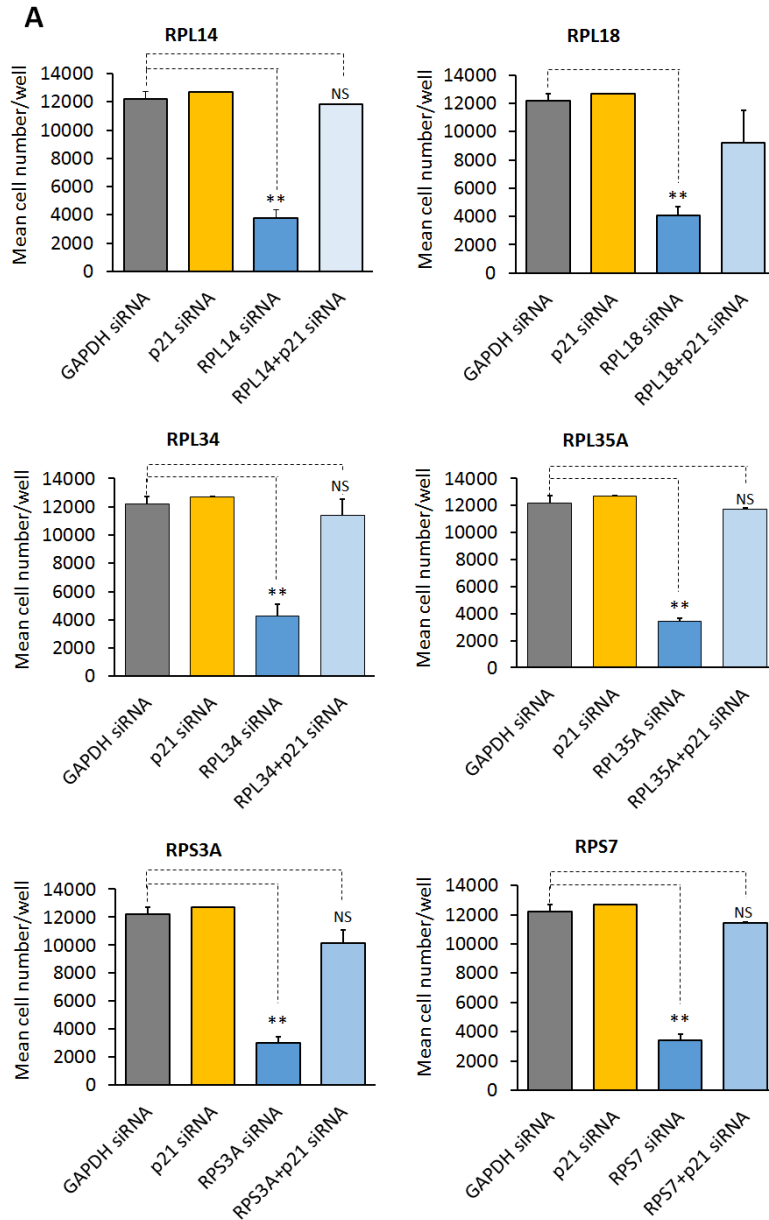 A
RPL14
Mean cell number/well
14000
12000
10000
8000
6000
4000
2000
0
**
NS
GAPDH siRNA
p21 siRNA
RPL14 siRNA
RPL14+p21 siRNA
RPL18
Mean cell number/well
14000
12000
10000
8000
6000
4000
2000
0
**
GAPDH siRNA
p21 siRNA
RPL18 siRNA
RPL18+p21 siRNA
RPL34
Mean cell number/well
14000
12000
10000
8000
6000
4000
2000
0
**
NS
GAPDH siRNA
p21 siRNA
RPL34 siRNA
RPL34+p21 siRNA
RPL35A
Mean cell number/well
14000
12000
10000
8000
6000
4000
2000
0
**
NS
GAPDH siRNA
p21 siRNA
RPL35A siRNA
RPL35A+p21 siRNA
RPS3A
Mean cell number/well
14000
12000
10000
8000
6000
4000
2000
0
**
NS
GAPDH siRNA
p21 siRNA
RPS3A siRNA
RPS3A+p21 siRNA
RPS7
Mean cell number/well
14000
12000
10000
8000
6000
4000
2000
0
**
NS
GAPDH siRNA
p21 siRNA
RPS7 siRNA
RPS7+p21 siRNA